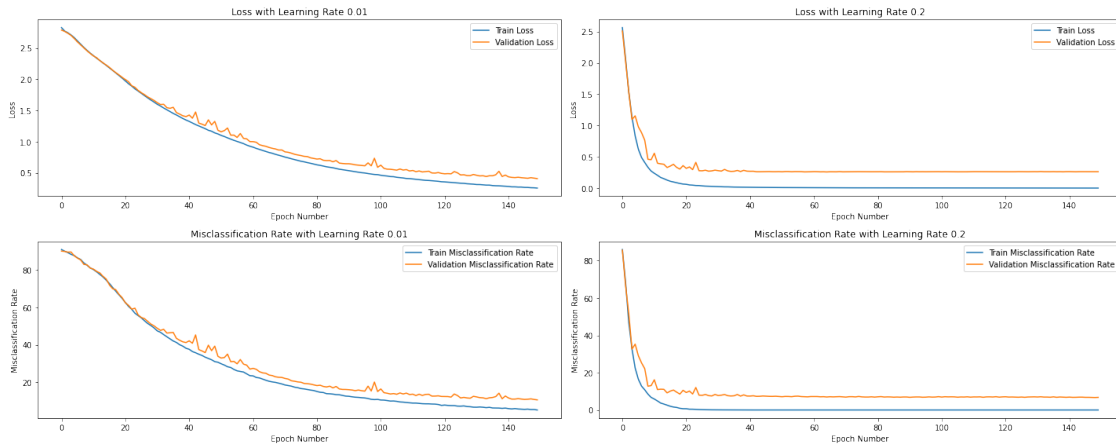 Loss with Learning Rate 0.01
Train Loss
Validation Loss
Loss
2.5
2.0
1.5
1.0
0.5
0 20 40 60 80 100 120 140
Epoch Number
Loss with Learning Rate 0.2
Train Loss
Validation Loss
Loss
2.5
2.0
1.5
1.0
0.5
0.0
0 20 40 60 80 100 120 140
Epoch Number
Misclassification Rate with Learning Rate 0.01
Train Misclassification Rate
Validation Misclassification Rate
Misclassification Rate
80
60
40
20
0 20 40 60 80 100 120 140
Epoch Number
Misclassification Rate with Learning Rate 0.2
Train Misclassification Rate
Validation Misclassification Rate
Misclassification Rate
80
60
40
20
0
0 20 40 60 80 100 120 140
Epoch Number